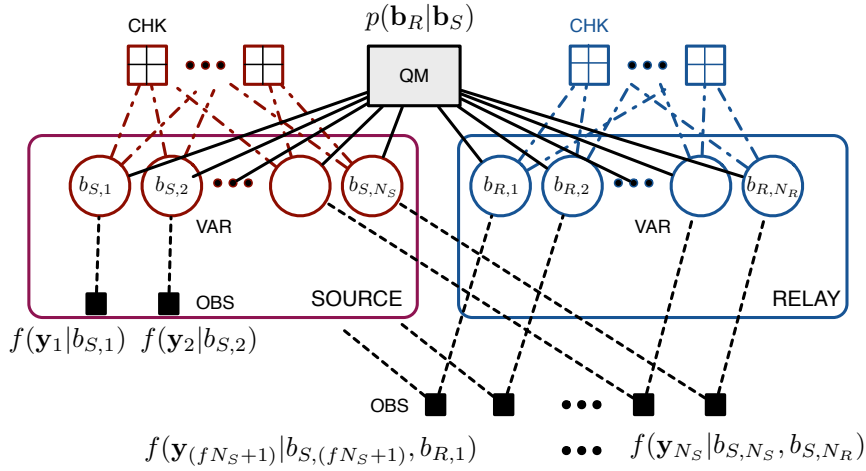 p(𝐛_R|𝐛_S)
CHK
CHK
QM
b_{S,1}
b_{S,2}
b_{S,N_S}
b_{R,1}
b_{R,2}
b_{R,N_R}
VAR
VAR
OBS
SOURCE
RELAY
f(𝐲_1|b_{S,1})
f(𝐲_2|b_{S,2})
OBS
f(𝐲_{(fN_S+1)}|b_{S,(fN_S+1)}, b_{R,1})
f(𝐲_{N_S}|b_{S,N_S}, b_{S,N_R})